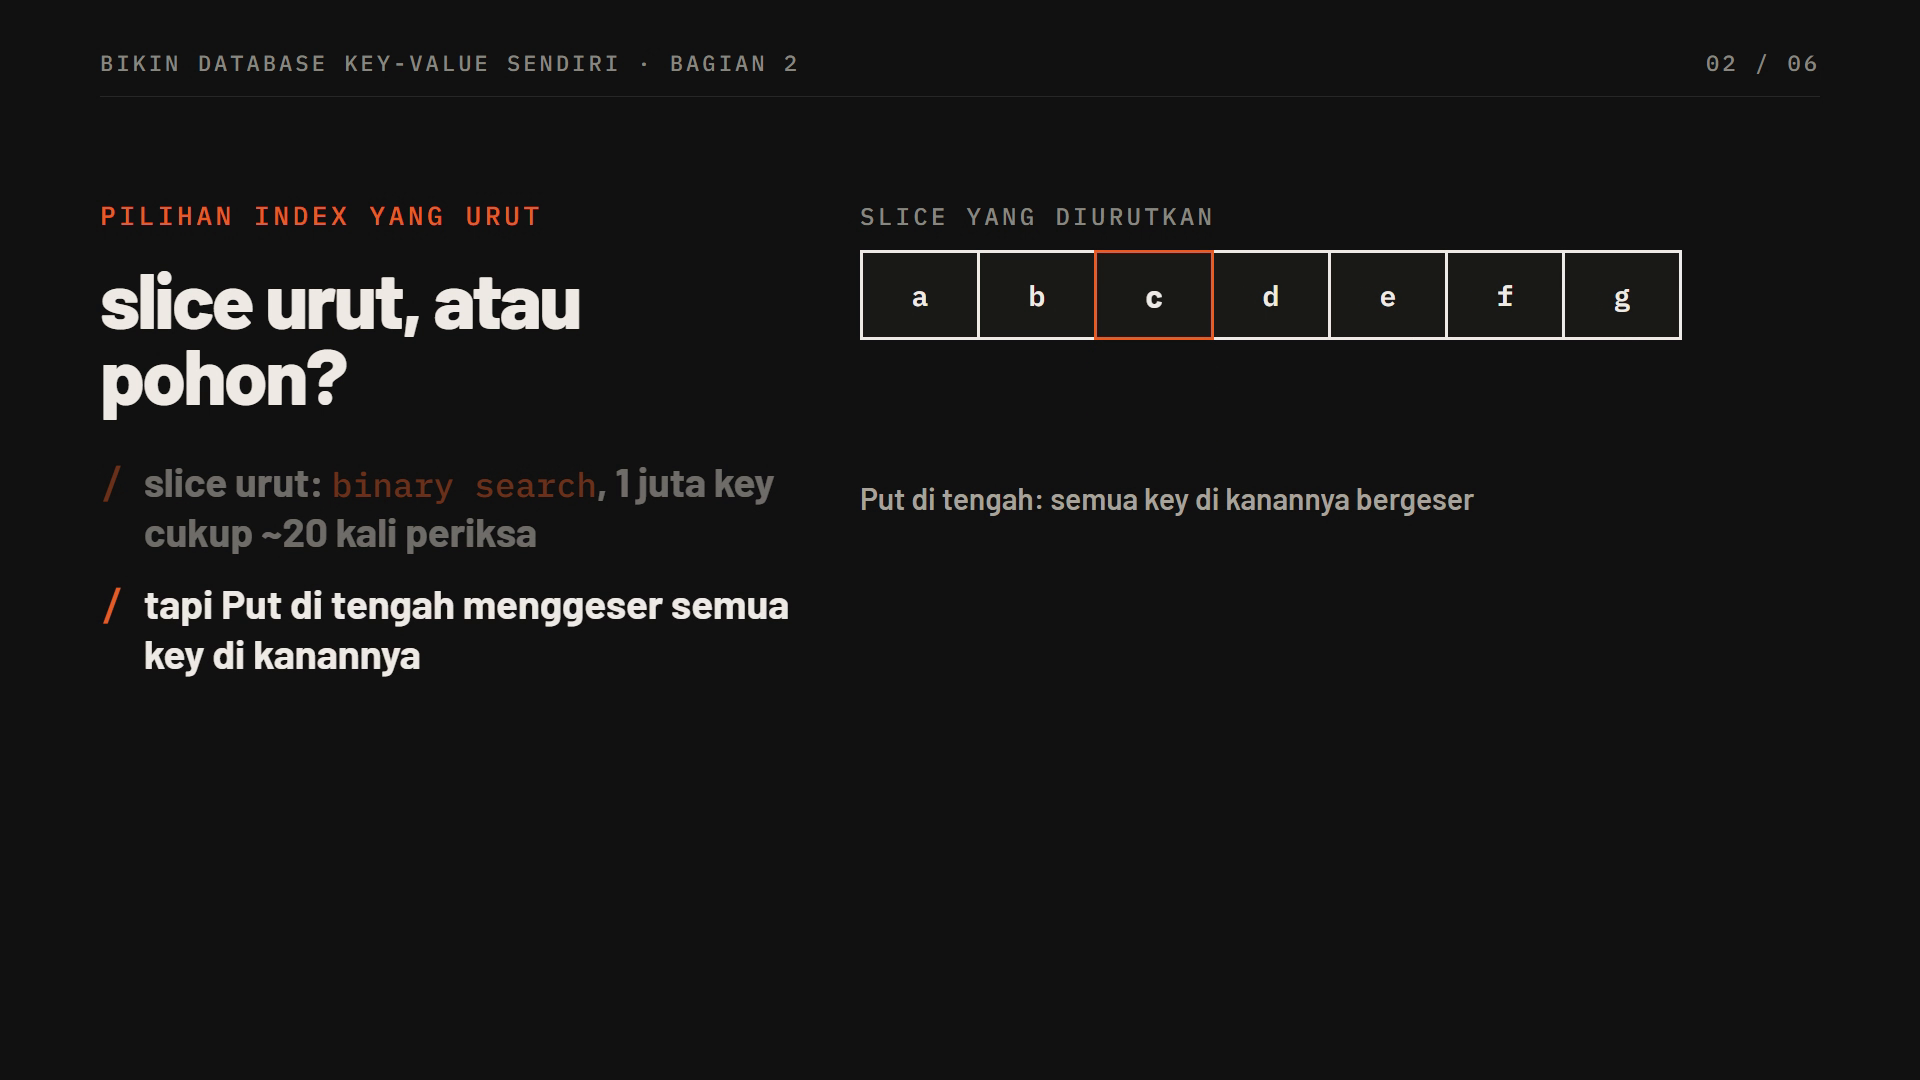 BIKIN DATABASE KEY-VALUE SENDIRI · BAGIAN 2
02 / 06
PILIHAN INDEX YANG URUT
slice urut, atau
pohon?
/ slice urut: binary search, 1 juta key
cukup ~20 kali periksa
/ tapi Put di tengah menggeser semua
key di kanannya
SLICE YANG DIURUTKAN
a b c d e f g
Put di tengah: semua key di kanannya bergeser